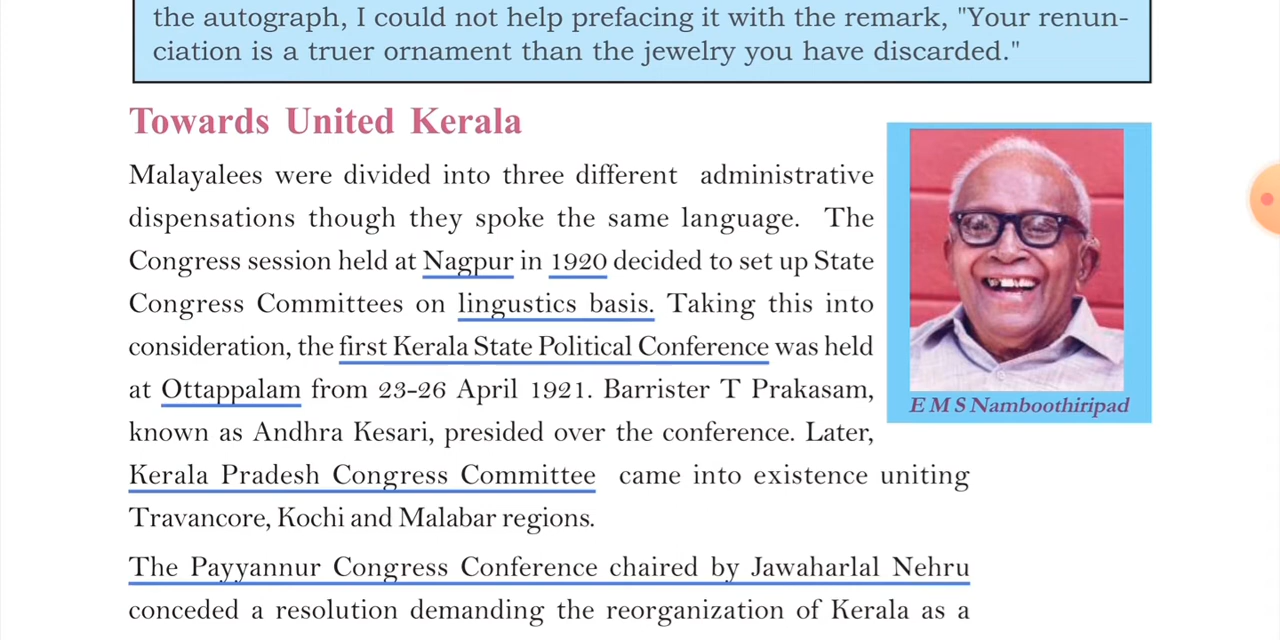 the autograph, I could not help prefacing it with the remark, "Your renun-
ciation is a truer ornament than the jewelry you have discarded."
Towards United Kerala
Malayalees were divided into three different administrative
dispensations though they spoke the same language. The
Congress session held at Nagpur in 1920 decided to set up State
Congress Committees on lingustics basis. Taking this into
consideration, the first Kerala State Political Conference was held
at Ottappalam from 23-26 April 1921. Barrister T Prakasam,
known as Andhra Kesari, presided over the conference. Later,
Kerala Pradesh Congress Committee came into existence uniting
Travancore, Kochi and Malabar regions.
E M S Namboothiripad
The Payyannur Congress Conference chaired by Jawaharlal Nehru
conceded a resolution demanding the reorganization of Kerala as a